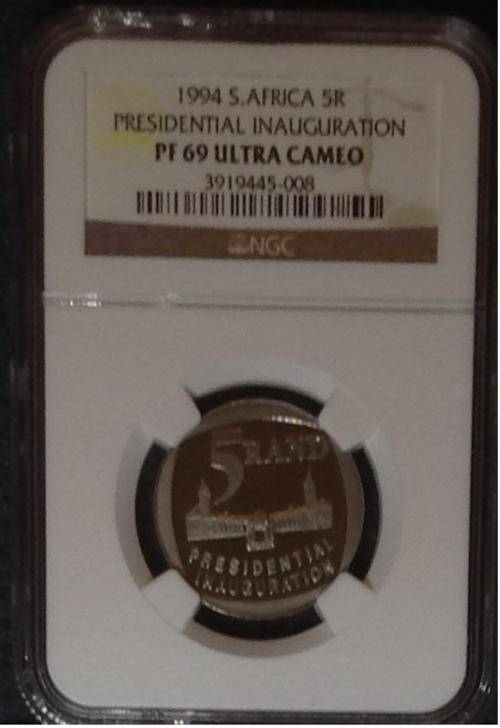 1994 S.AFRICA 5R
PRESIDENTIAL INAUGURATION
PF 69 ULTRA CAMEO
3919445-008
NGC
5 RAND
PRESIDENTIAL
INAUGURATION